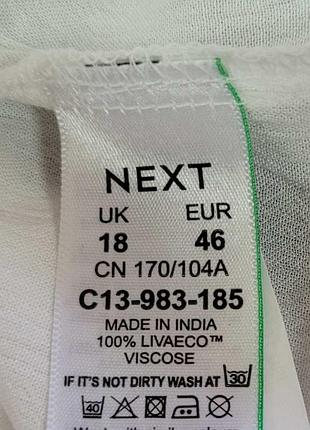 NEXT
UK EUR
18 46
CN 170/104A
C13-983-185
MADE IN INDIA
100% LIVAECO™
VISCOSE
IF IT'S NOT DIRTY WASH AT 30
40